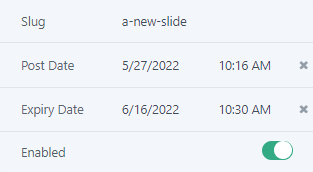 Slug a-new-slide
Post Date 5/27/2022 10:16 AM
Expiry Date 6/16/2022 10:30 AM
Enabled